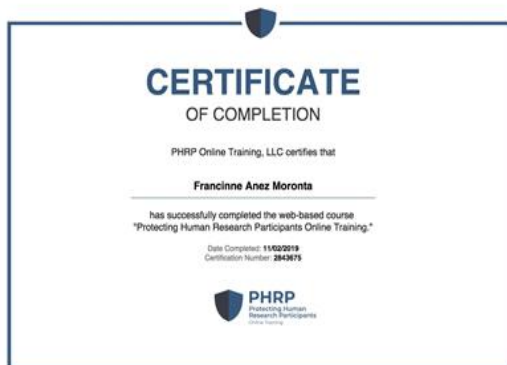 CERTIFICATE
OF COMPLETION
PHRP Online Training, LLC certifies that
Francinne Anez Moronta
has successfully completed the web-based course
"Protecting Human Research Participants Online Training."
Date Completed: 11/02/2019
Certification Number: 2843675
PHRP
Protecting Human
Research Participants
Online Training